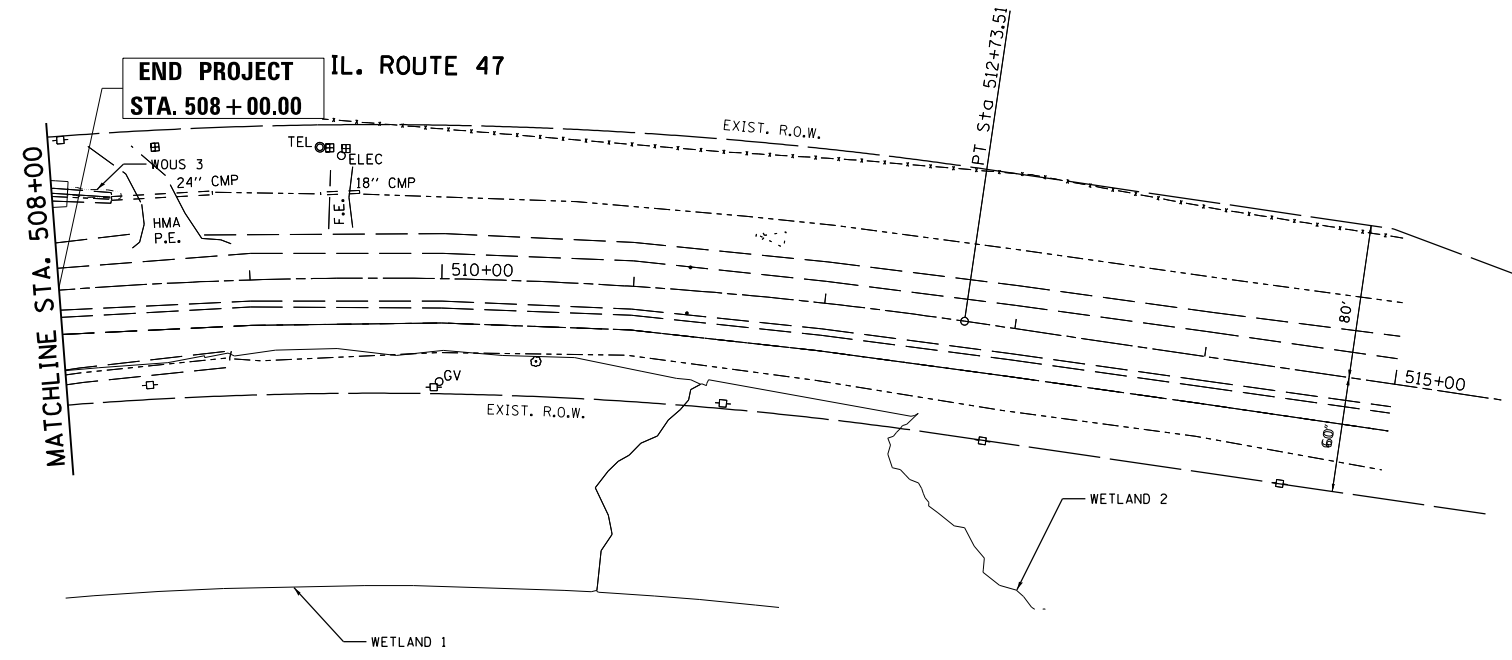 END PROJECT
STA. 508+00.00
IL. ROUTE 47
PT Sta 512+73.51
EXIST. R.O.W.
TEL
ELEC
WOUS 3
24" CMP
18" CMP
F.E.
HMA
P.E.
MATCHLINE STA. 508+00
510+00
80'
515+00
GV
EXIST. R.O.W.
60'
WETLAND 2
WETLAND 1